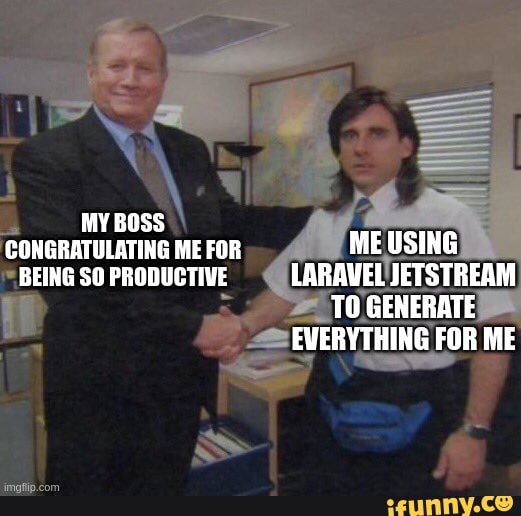 MY BOSS
CONGRATULATING ME FOR
BEING SO PRODUCTIVE
ME USING
LARAVEL JETSTREAM
TO GENERATE
EVERYTHING FOR ME
imgflip.com
ifunny.co